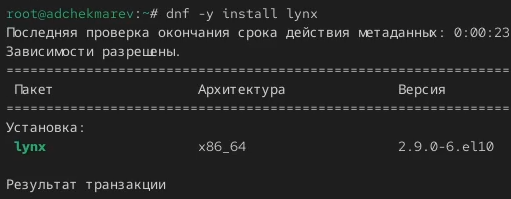 root@adchekmarev:~# dnf -y install lynx
Последняя проверка окончания срока действия метаданных: 0:00:23
Зависимости разрешены.
================================================================
Пакет Архитектура Версия
================================================================
Установка:
lynx x86_64 2.9.0-6.el10
Результат транзакции